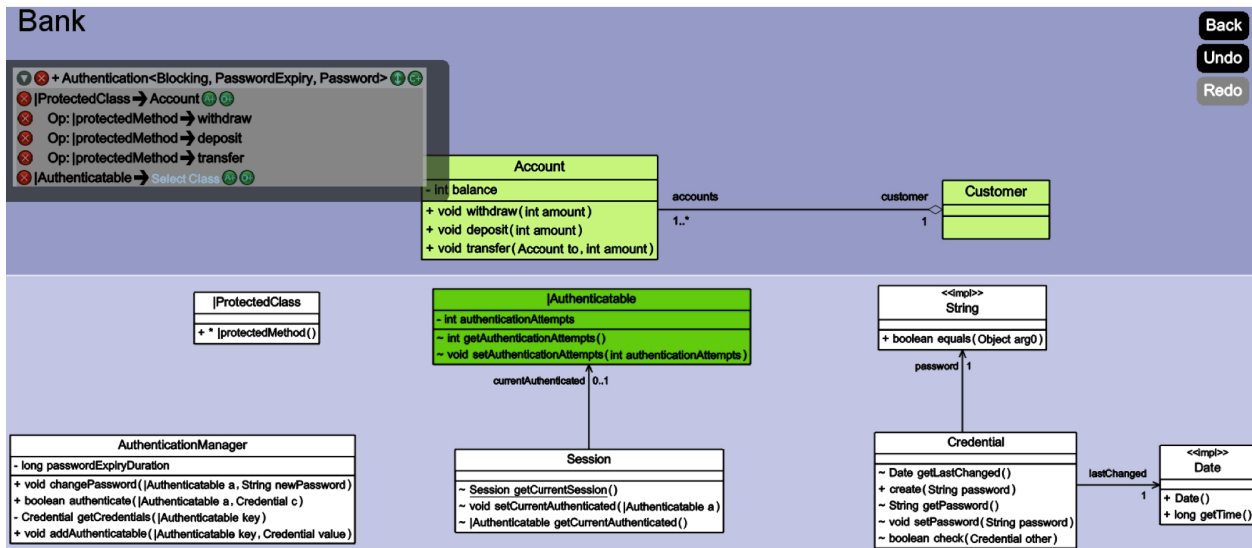 Bank
Back
Undo
Redo
+ Authentication<Blocking, PasswordExpiry, Password>
|ProtectedClass → Account
Op: |protectedMethod → withdraw
Op: |protectedMethod → deposit
Op: |protectedMethod → transfer
|Authenticatable → Select Class
Account
- int balance
+ void withdraw(int amount)
+ void deposit(int amount)
+ void transfer(Account to, int amount)
accounts
1..*
customer
1
Customer
|ProtectedClass
+ * |protectedMethod()
|Authenticatable
- int authenticationAttempts
~ int getAuthenticationAttempts()
~ void setAuthenticationAttempts(int authenticationAttempts)
<<impl>>
String
+ boolean equals(Object arg0)
currentAuthenticated 0..1
password 1
AuthenticationManager
- long passwordExpiryDuration
+ void changePassword(|Authenticatable a, String newPassword)
+ boolean authenticate(|Authenticatable a, Credential c)
- Credential getCredentials(|Authenticatable key)
+ void addAuthenticatable(|Authenticatable key, Credential value)
Session
~ Session getCurrentSession()
~ void setCurrentAuthenticated(|Authenticatable a)
~ |Authenticatable getCurrentAuthenticated()
Credential
~ Date getLastChanged()
+ create(String password)
~ String getPassword()
~ void setPassword(String password)
~ boolean check(Credential other)
lastChanged
1
<<impl>>
Date
+ Date()
+ long getTime()